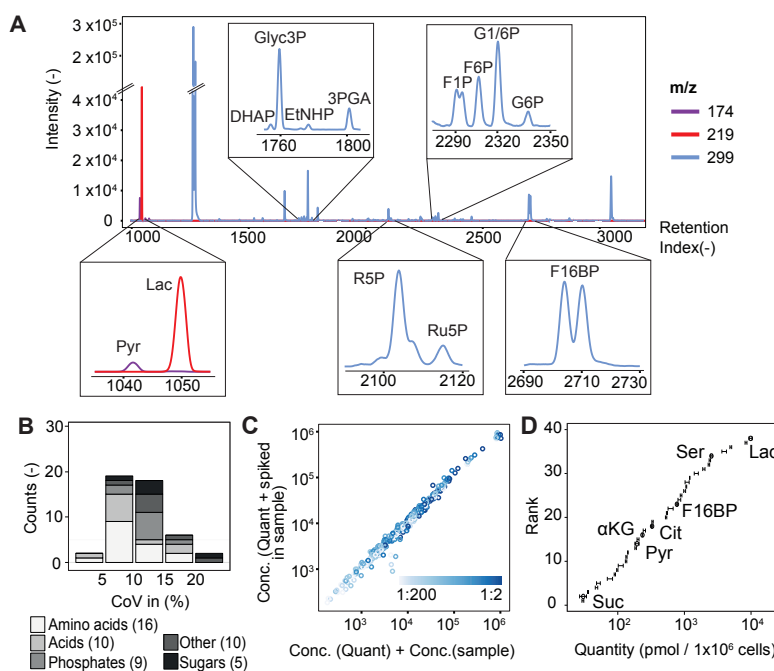 A
Intensity (-)
3 x10⁵
2 x10⁵
1 x10⁵
4 x10⁴
3 x10⁴
2 x10⁴
1 x10⁴
0
1000 1500 2000 2500 3000
Retention
Index(-)
m/z
174
219
299
Glyc3P
DHAP
EtNHP
3PGA
1760 1800
G1/6P
F6P
F1P
G6P
2290 2320 2350
Lac
Pyr
1040 1050
R5P
Ru5P
2100 2120
F16BP
2690 2710 2730
B
Counts (-)
30
20
10
0
5 10 15 20
CoV in (%)
Amino acids (16)
Acids (10)
Phosphates (9)
Other (10)
Sugars (5)
C
Conc. (Quant + spiked
in sample)
10⁶
10⁵
10⁴
10³
1:200 1:2
10³ 10⁴ 10⁵ 10⁶
Conc. (Quant) + Conc.(sample)
D
Rank
40
30
20
10
0
Ser
Lac
F16BP
αKG
Cit
Pyr
Suc
10² 10³ 10⁴
Quantity (pmol / 1x10⁶ cells)